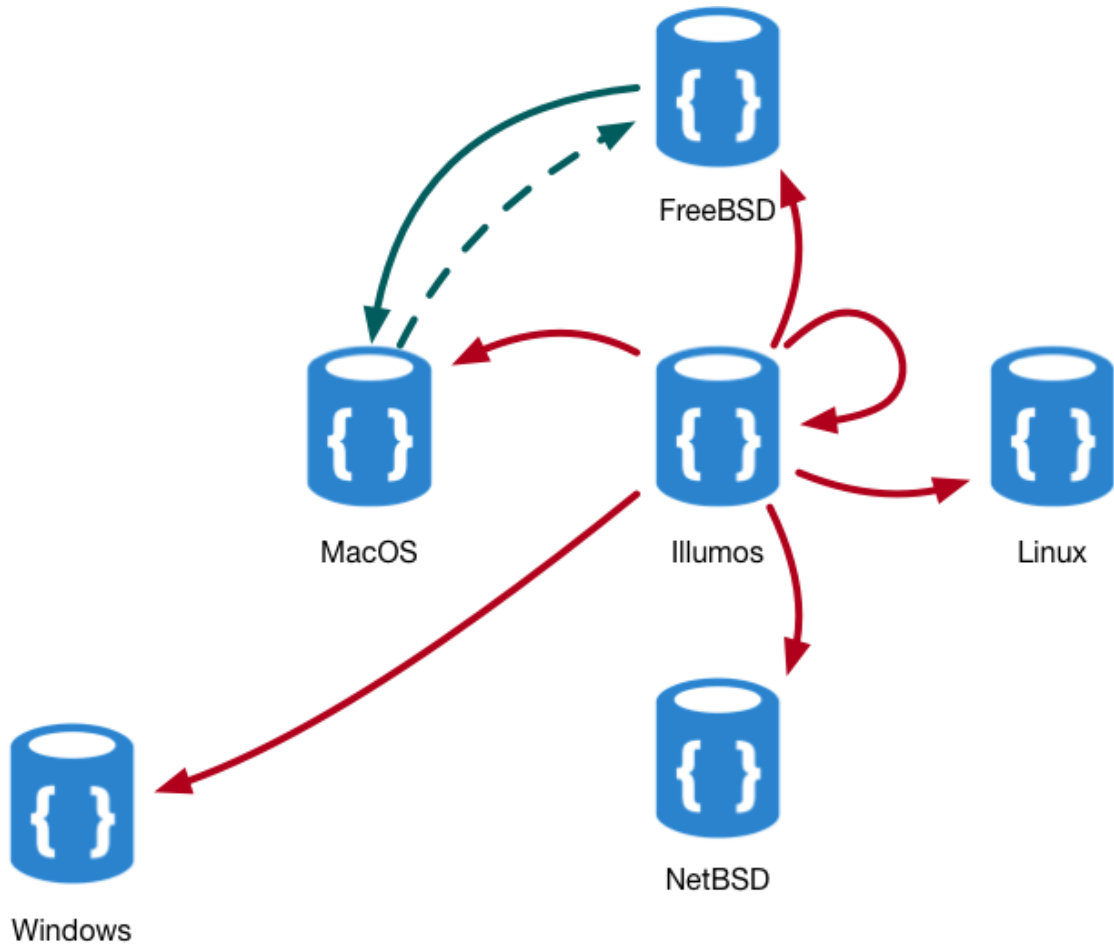 { }
FreeBSD
{ }
{ }
{ }
MacOS
Illumos
Linux
{ }
{ }
NetBSD
Windows